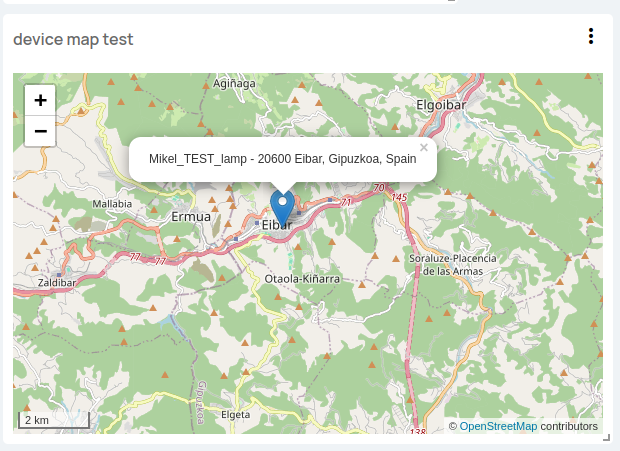 device map test
+
−
Agiñaga
Elgoibar
Mikel_TEST_lamp - 20600 Eibar, Gipuzkoa, Spain
×
70
71
145
Mallabia
Ermua
Eibar
77
77
Soraluze-Placencia
de las Armas
Otaola-Kiñarra
Zaldibar
Gipuzkoa
Elgeta
2 km
138
© OpenStreetMap contributors